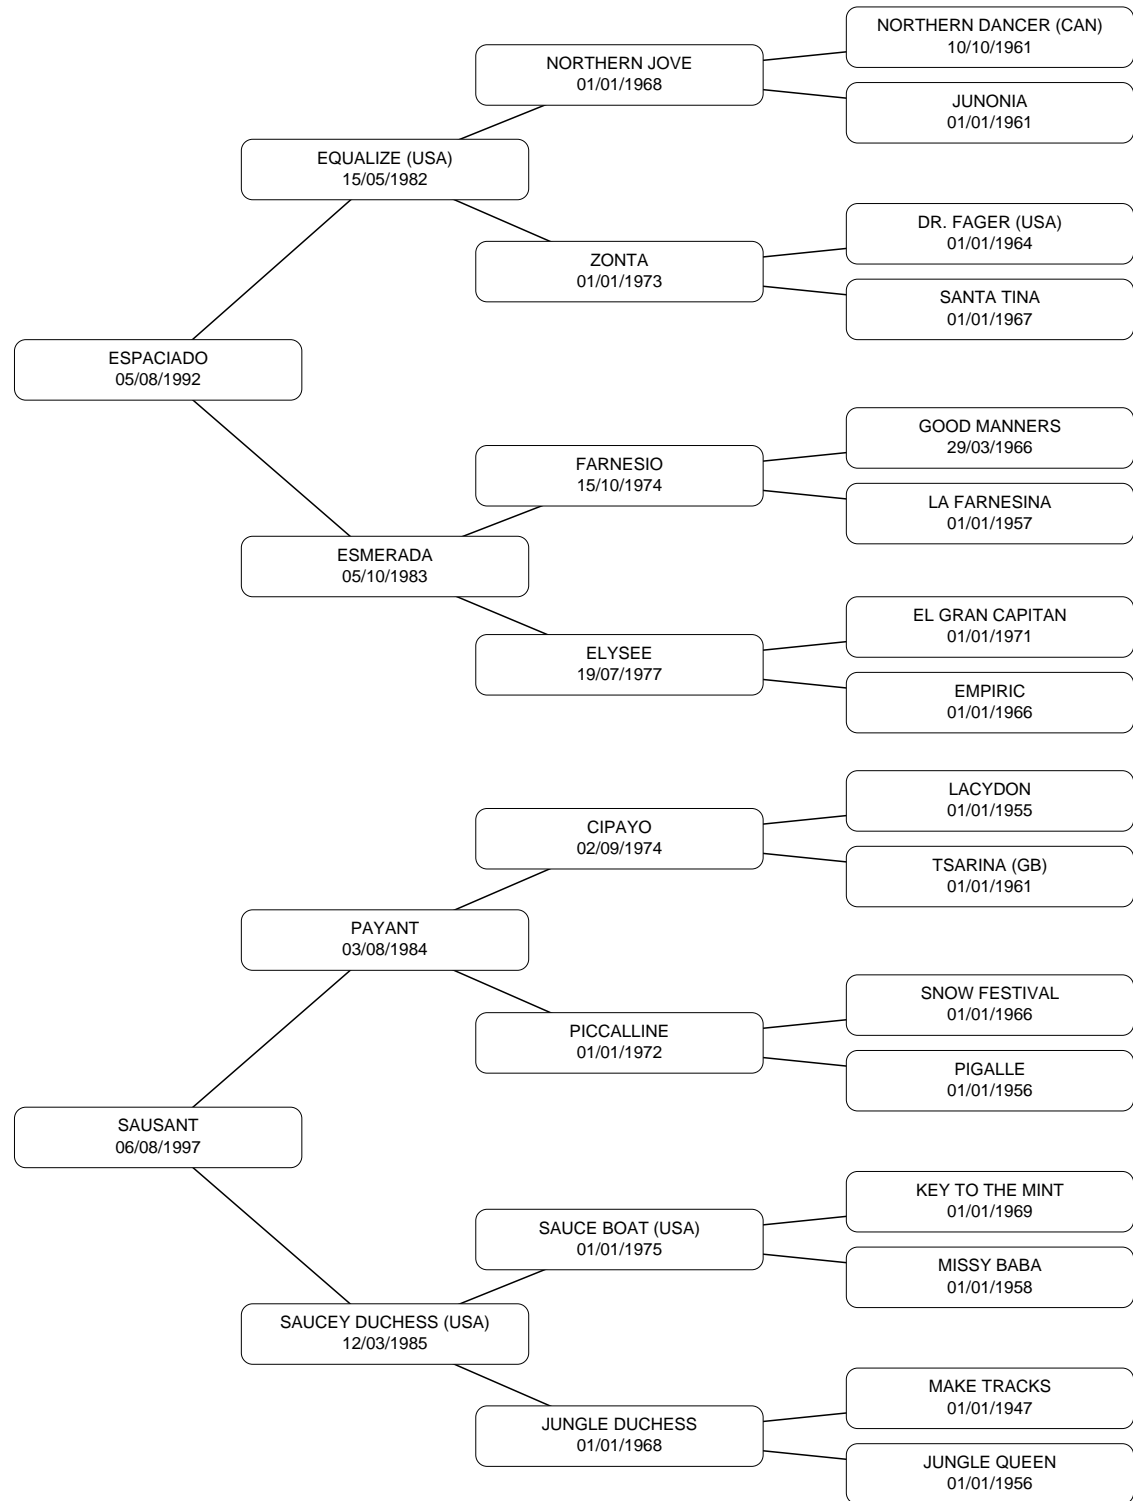 NORTHERN DANCER (CAN)
10/10/1961
NORTHERN JOVE
01/01/1968
JUNONIA
01/01/1961
EQUALIZE (USA)
15/05/1982
DR. FAGER (USA)
01/01/1964
ZONTA
01/01/1973
SANTA TINA
01/01/1967
ESPACIADO
05/08/1992
GOOD MANNERS
29/03/1966
FARNESIO
15/10/1974
LA FARNESINA
01/01/1957
ESMERADA
05/10/1983
EL GRAN CAPITAN
01/01/1971
ELYSEE
19/07/1977
EMPIRIC
01/01/1966
LACYDON
01/01/1955
CIPAYO
02/09/1974
TSARINA (GB)
01/01/1961
PAYANT
03/08/1984
SNOW FESTIVAL
01/01/1966
PICCALLINE
01/01/1972
PIGALLE
01/01/1956
SAUSANT
06/08/1997
KEY TO THE MINT
01/01/1969
SAUCE BOAT (USA)
01/01/1975
MISSY BABA
01/01/1958
SAUCEY DUCHESS (USA)
12/03/1985
MAKE TRACKS
01/01/1947
JUNGLE DUCHESS
01/01/1968
JUNGLE QUEEN
01/01/1956